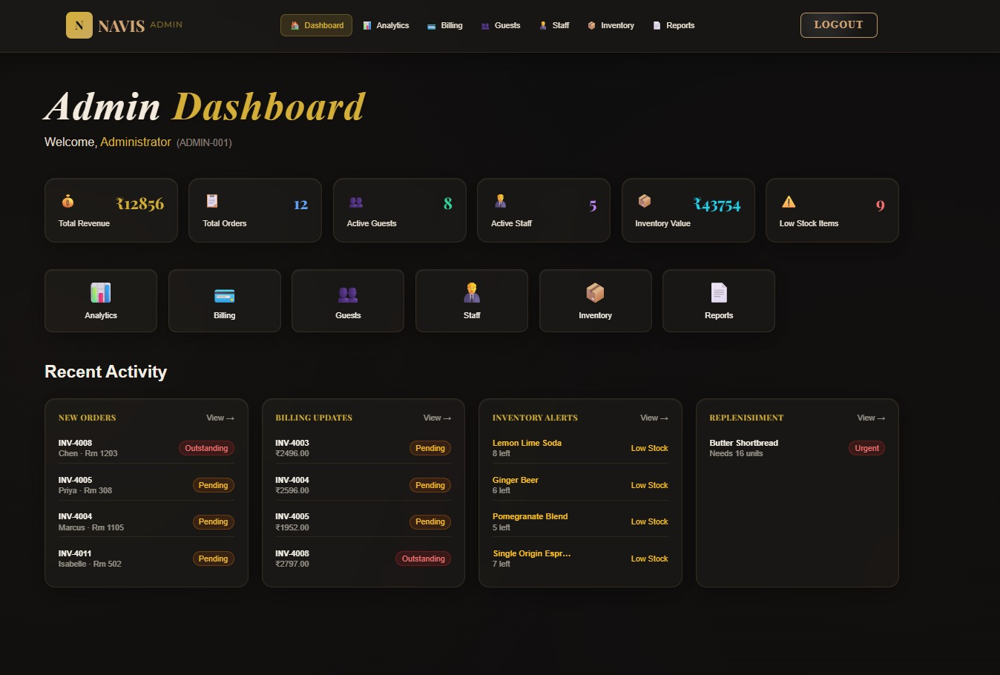 N NAVIS ADMIN
Dashboard Analytics Billing Guests Staff Inventory Reports
LOGOUT
Admin Dashboard
Welcome, Administrator (ADMIN-001)
₹12856
Total Revenue
12
Total Orders
8
Active Guests
5
Active Staff
₹43754
Inventory Value
9
Low Stock Items
Analytics
Billing
Guests
Staff
Inventory
Reports
Recent Activity
NEW ORDERS View →
INV-4008
Chen · Rm 1203
Outstanding
INV-4005
Priya · Rm 308
Pending
INV-4004
Marcus · Rm 1105
Pending
INV-4011
Isabelle · Rm 502
Pending
BILLING UPDATES View →
INV-4003
₹2496.00
Pending
INV-4004
₹2596.00
Pending
INV-4005
₹1952.00
Pending
INV-4008
₹2797.00
Outstanding
INVENTORY ALERTS View →
Lemon Lime Soda
8 left
Low Stock
Ginger Beer
6 left
Low Stock
Pomegranate Blend
5 left
Low Stock
Single Origin Espr...
7 left
Low Stock
REPLENISHMENT View →
Butter Shortbread
Needs 16 units
Urgent